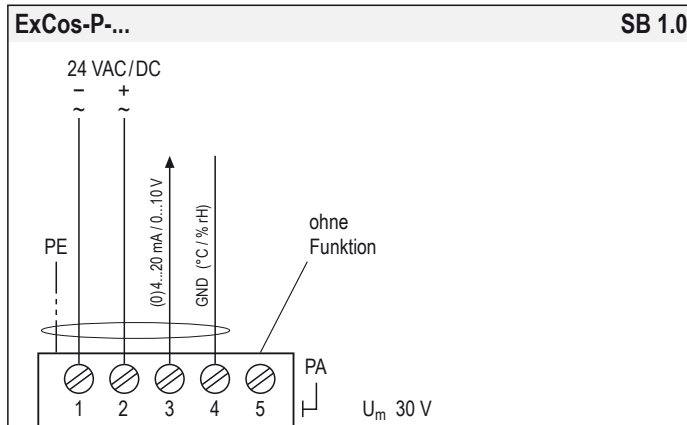 ExCos-P-... SB 1.0
24 VAC/DC
– +
~ ~
(0)4...20 mA / 0...10 V
GND (°C / % rH)
ohne
Funktion
PE
PA
1 2 3 4 5
Um 30 V